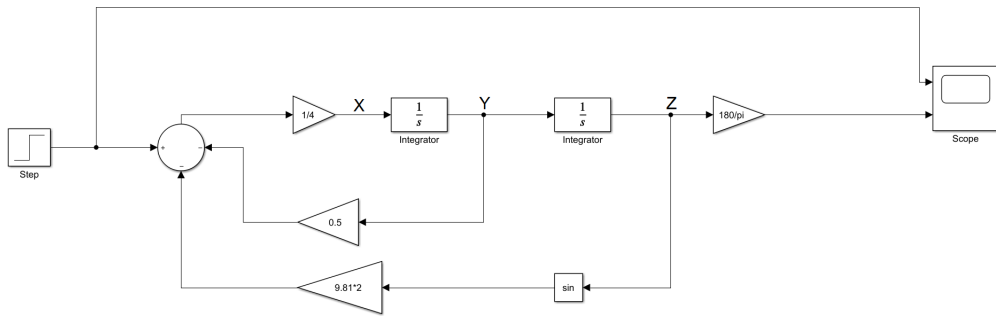 1/4
X
1
s
Integrator
Y
1
s
Integrator
Z
180/pi
Scope
Step
+
−
−
0.5
9.81*2
sin